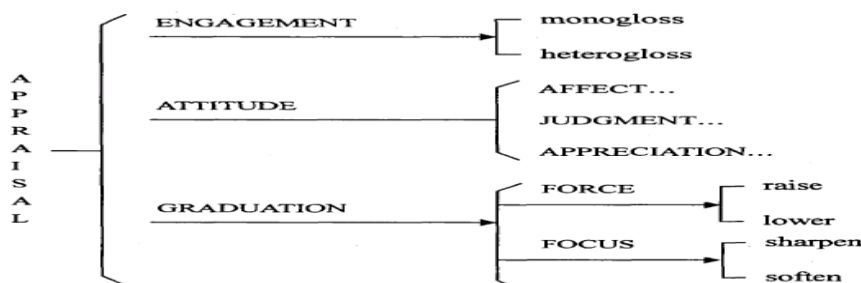 APPRAISAL
ENGAGEMENT
monogloss
heterogloss
ATTITUDE
AFFECT...
JUDGMENT...
APPRECIATION...
GRADUATION
FORCE
raise
lower
FOCUS
sharpen
soften